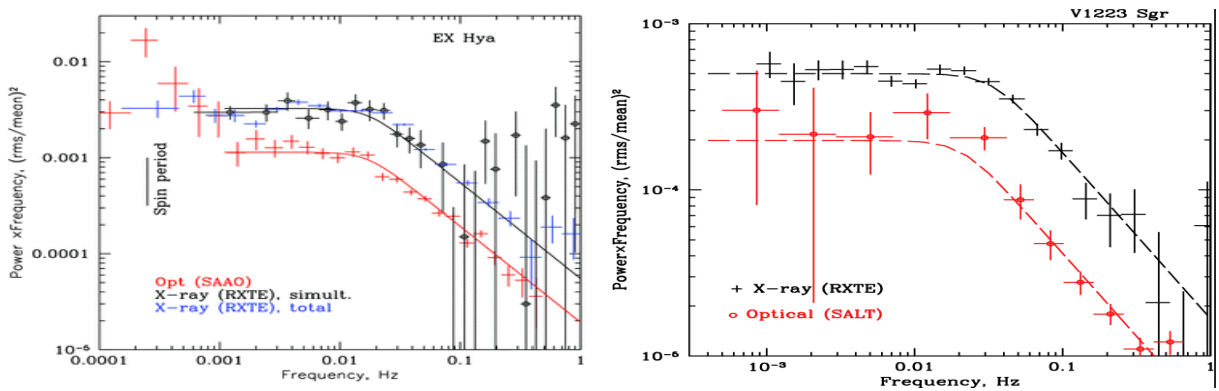 EX Hya
0.01
0.001
0.0001
10⁻⁵
Power xFrequency, (rms/mean)²
Spin period
Opt (SAAO)
X-ray (RXTE), simult.
X-ray (RXTE), total
0.0001
0.001
0.01
0.1
1
Frequency, Hz
V1223 Sgr
10⁻³
10⁻⁴
10⁻⁶
PowerxFrequency, (rms/mean)²
X-ray (RXTE)
Optical (SALT)
10⁻³
0.01
0.1
1
Frequency, Hz